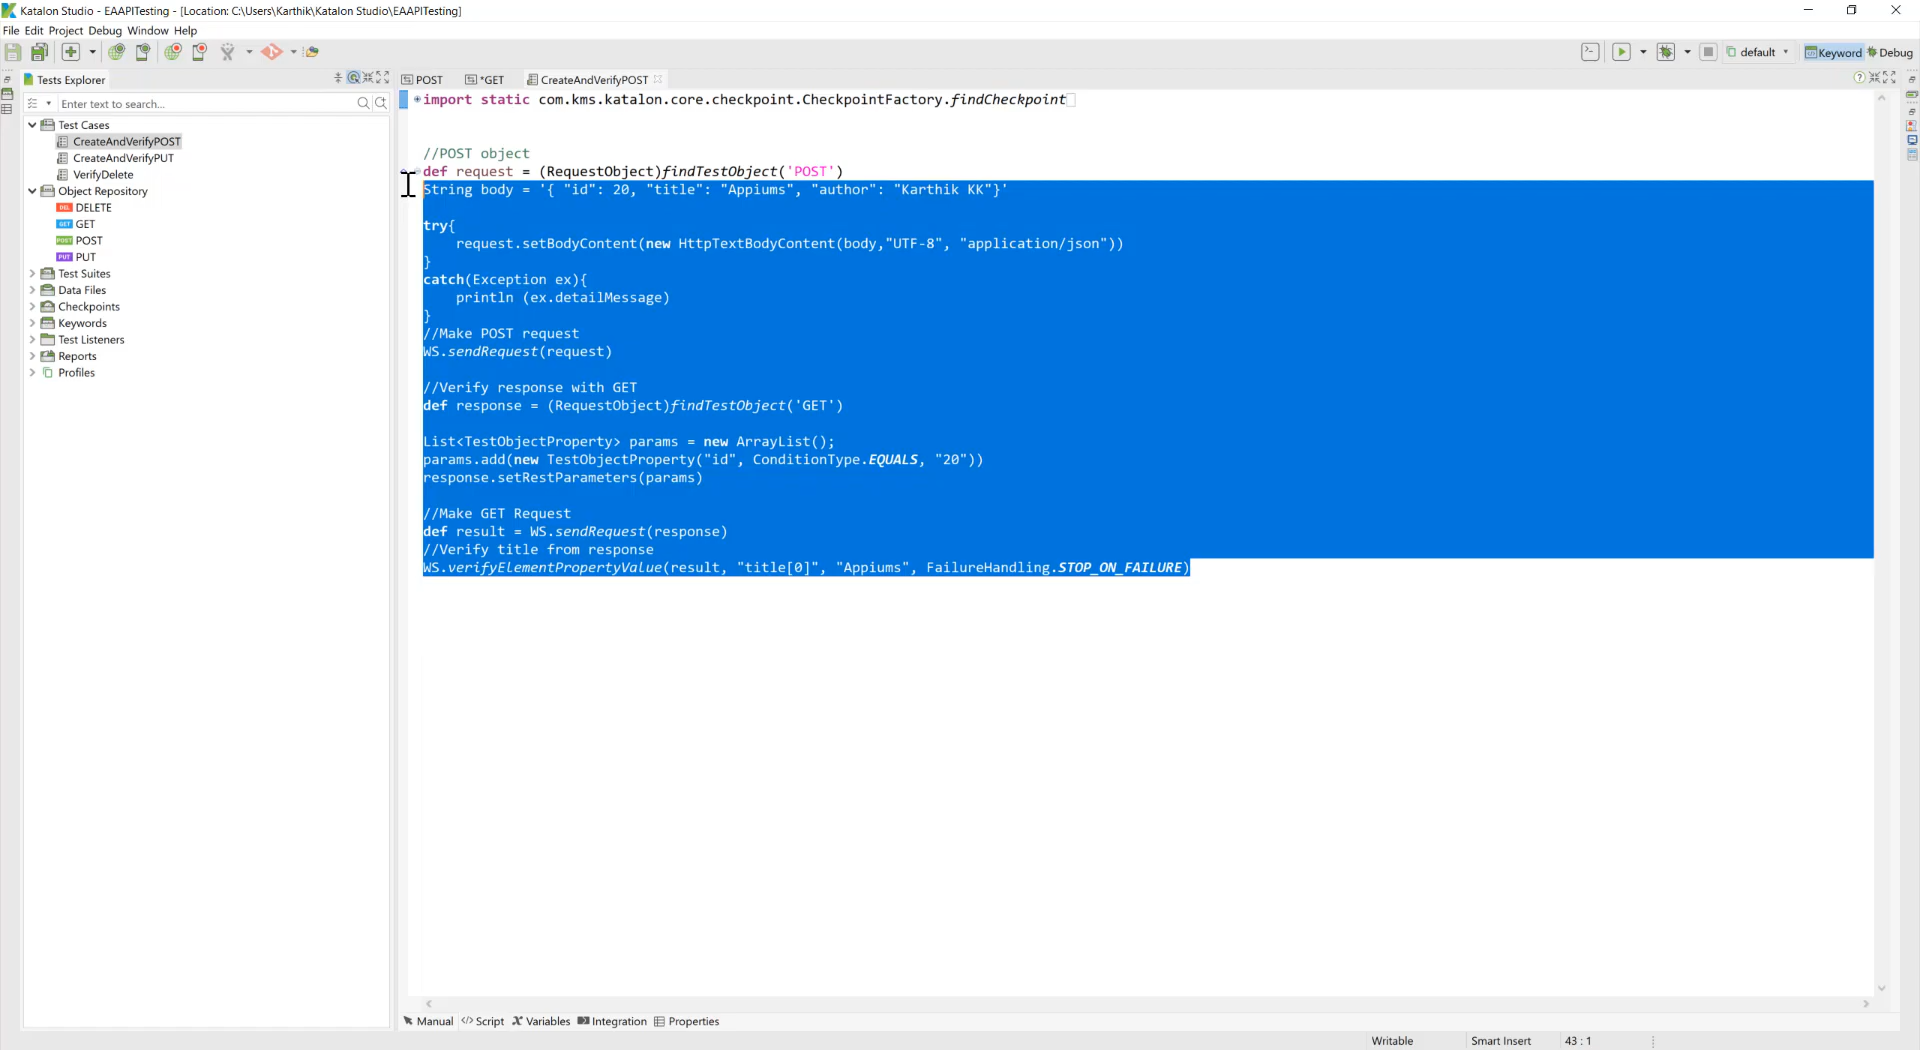 Katalon Studio - EAAPITesting - [Location: C:\Users\Karthik\Katalon Studio\EAAPITesting]
File Edit Project Debug Window Help
default Keyword Debug
Tests Explorer
POST *GET CreateAndVerifyPOST
Enter text to search...
Test Cases
CreateAndVerifyPOST
CreateAndVerifyPUT
VerifyDelete
Object Repository
DEL DELETE
GET GET
POST POST
PUT PUT
Test Suites
Data Files
Checkpoints
Keywords
Test Listeners
Reports
Profiles
import static com.kms.katalon.core.checkpoint.CheckpointFactory.findCheckpoint
//POST object
def request = (RequestObject)findTestObject('POST')
String body = '{ "id": 20, "title": "Appiums", "author": "Karthik KK"}'
try{
request.setBodyContent(new HttpTextBodyContent(body,"UTF-8", "application/json"))
}
catch(Exception ex){
println (ex.detailMessage)
}
//Make POST request
WS.sendRequest(request)
//Verify response with GET
def response = (RequestObject)findTestObject('GET')
List<TestObjectProperty> params = new ArrayList();
params.add(new TestObjectProperty("id", ConditionType.EQUALS, "20"))
response.setRestParameters(params)
//Make GET Request
def result = WS.sendRequest(response)
//Verify title from response
WS.verifyElementPropertyValue(result, "title[0]", "Appiums", FailureHandling.STOP_ON_FAILURE)
Manual Script Variables Integration Properties
Writable Smart Insert 43 : 1